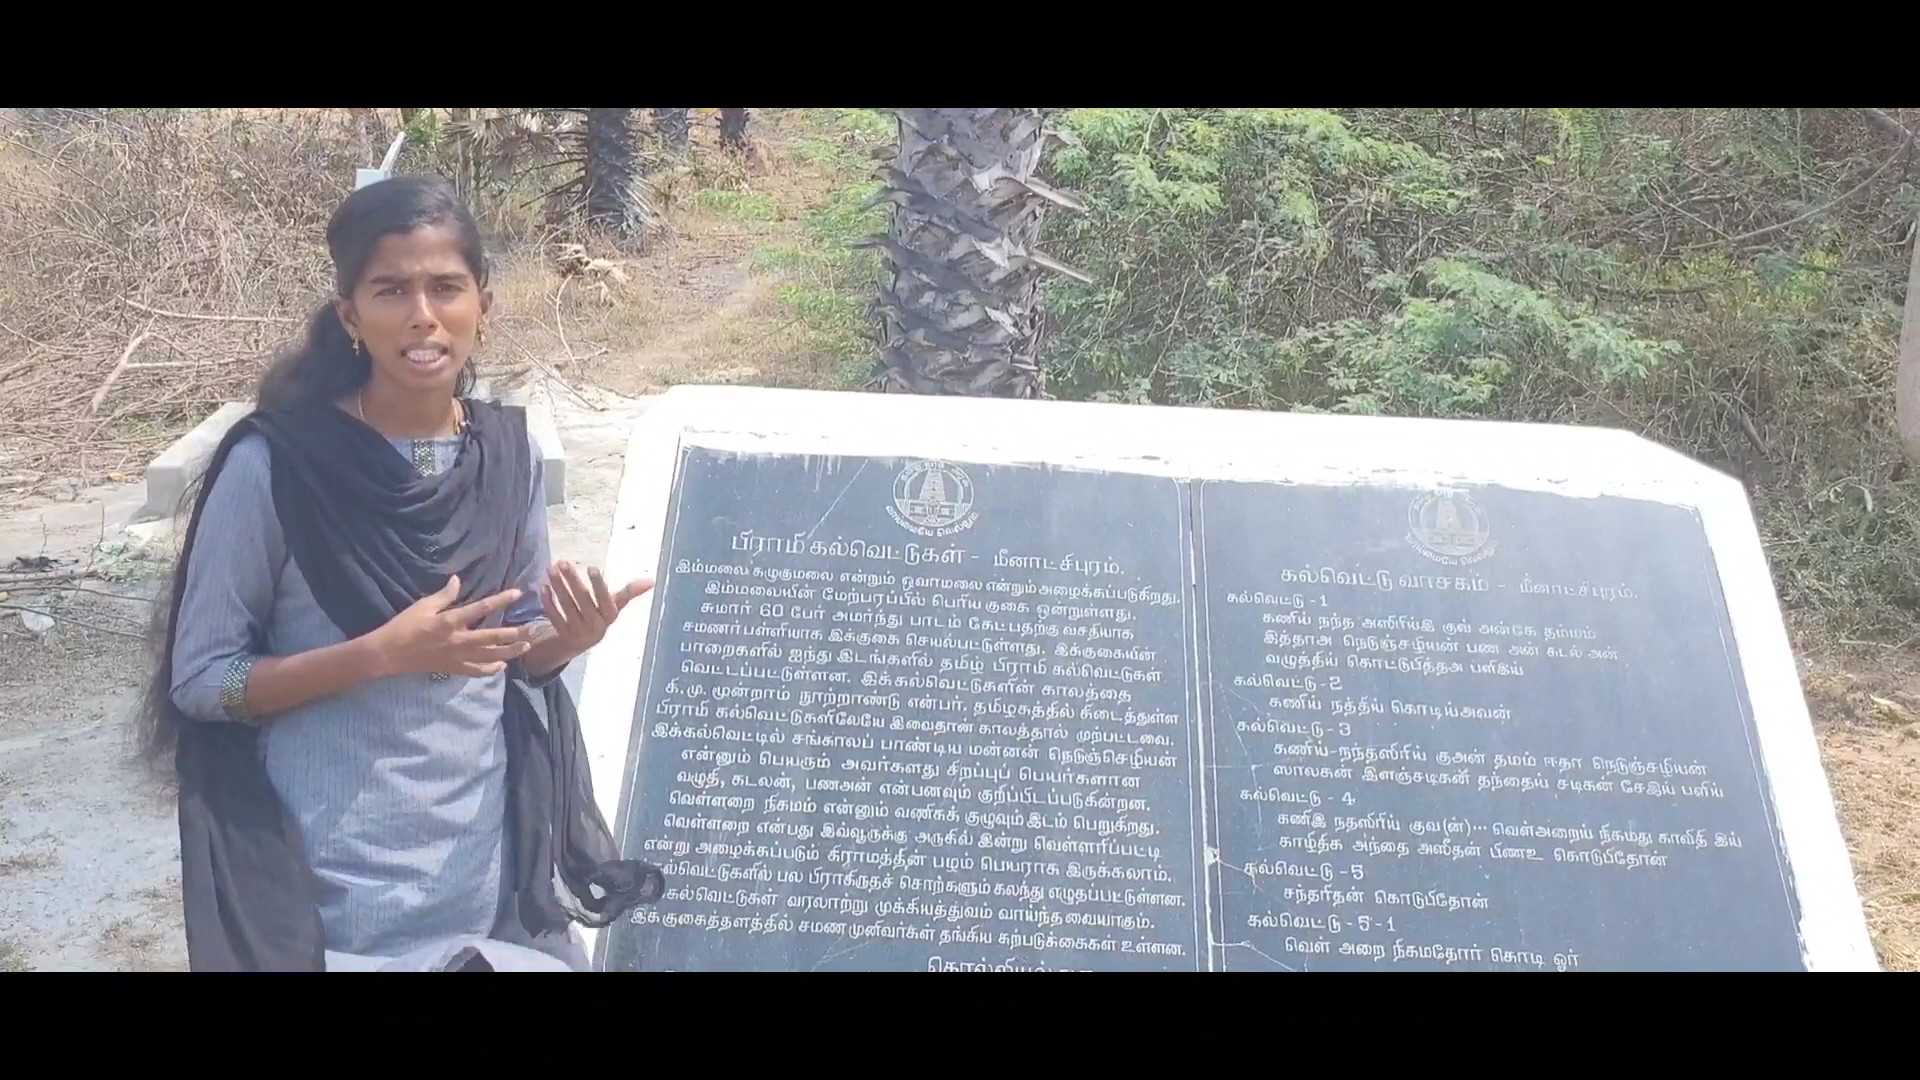 பிராமி கல்வெட்டுகள் - மீனாட்சிபுரம்.
இம்மலை கழுகுமலை என்றும் ஓவாமலை என்றும் அழைக்கப்படுகிறது.
இம்மலையின் மேற்பரப்பில் பெரிய குகை ஒன்றுள்ளது.
சுமார் 60 பேர் அமர்ந்து பாடம் கேட்பதற்கு வசதியாக
சமணர்பள்ளியாக இக்குகை செயல்பட்டுள்ளது. இக்குகையின்
பாறைகளில் ஐந்து இடங்களில் தமிழ் பிராமி கல்வெட்டுகள்
வெட்டப்பட்டுள்ளன. இக்கல்வெட்டுகளின் காலத்தை
கி.மு. மூன்றாம் நூற்றாண்டு என்பர். தமிழகத்தில் கிடைத்துள்ள
பிராமி கல்வெட்டுகளிலேயே இவைதான் காலத்தால் முற்பட்டவை.
இக்கல்வெட்டில் சங்காலப் பாண்டிய மன்னன் நெடுஞ்செழியன்
என்னும் பெயரும் அவர்களது சிறப்புப் பெயர்களான
வழுதி, கடலன், பணஅன் என்பனவும் குறிப்பிடப்படுகின்றன.
வெள்ளறை நிகமம் என்னும் வணிகக் குழுவும் இடம் பெறுகிறது.
வெள்ளறை என்பது இவ்வூருக்கு அருகில் இன்று வெள்ளரிப்பட்டி
என்று அழைக்கப்படும் கிராமத்தின் பழம் பெயராக இருக்கலாம்.
கல்வெட்டுகளில் பல பிராகிருதச் சொற்களும் கலந்து எழுதப்பட்டுள்ளன.
கல்வெட்டுகள் வரலாற்று முக்கியத்துவம் வாய்ந்தவையாகும்.
இக்குகைத்தளத்தில் சமண முனிவர்கள் தங்கிய கற்படுக்கைகள் உள்ளன.
கல்வெட்டு வாசகம் - மீனாட்சிபுரம்.
கல்வெட்டு - 1
கணிய் நந்த அஸிரிய்இ குவ் அன்கே தம்மம்
இத்தாஅ நெடுஞ்சழியன் பண அன் கடல் அன்
வழுத்திய் கொட்டுபித்தஅ பளிஇய்
கல்வெட்டு - 2
கணிய் நத்திய் கொடிய்அவன்
கல்வெட்டு - 3
கணிய்-நந்தஸிரிய் குஅன் தமம் ஈதா நெடுஞ்சழியன்
ஸாலகன் இளஞ்சடிகன் தந்தைய் சடிகன் சேஇய் பளிய்
கல்வெட்டு - 4
கணிஇ நதஸிரிய் குவ(ன்)... வெள்அறைய் நிகமது காவிதி இய்
காழிதிக அந்தை அஸீதன் பிணஉ கொடுபிதோன்
கல்வெட்டு - 5
சந்தரிதன் கொடுபிதோன்
கல்வெட்டு - 5-1
வெள் அறை நிகமதோர் கொடி ஓர்